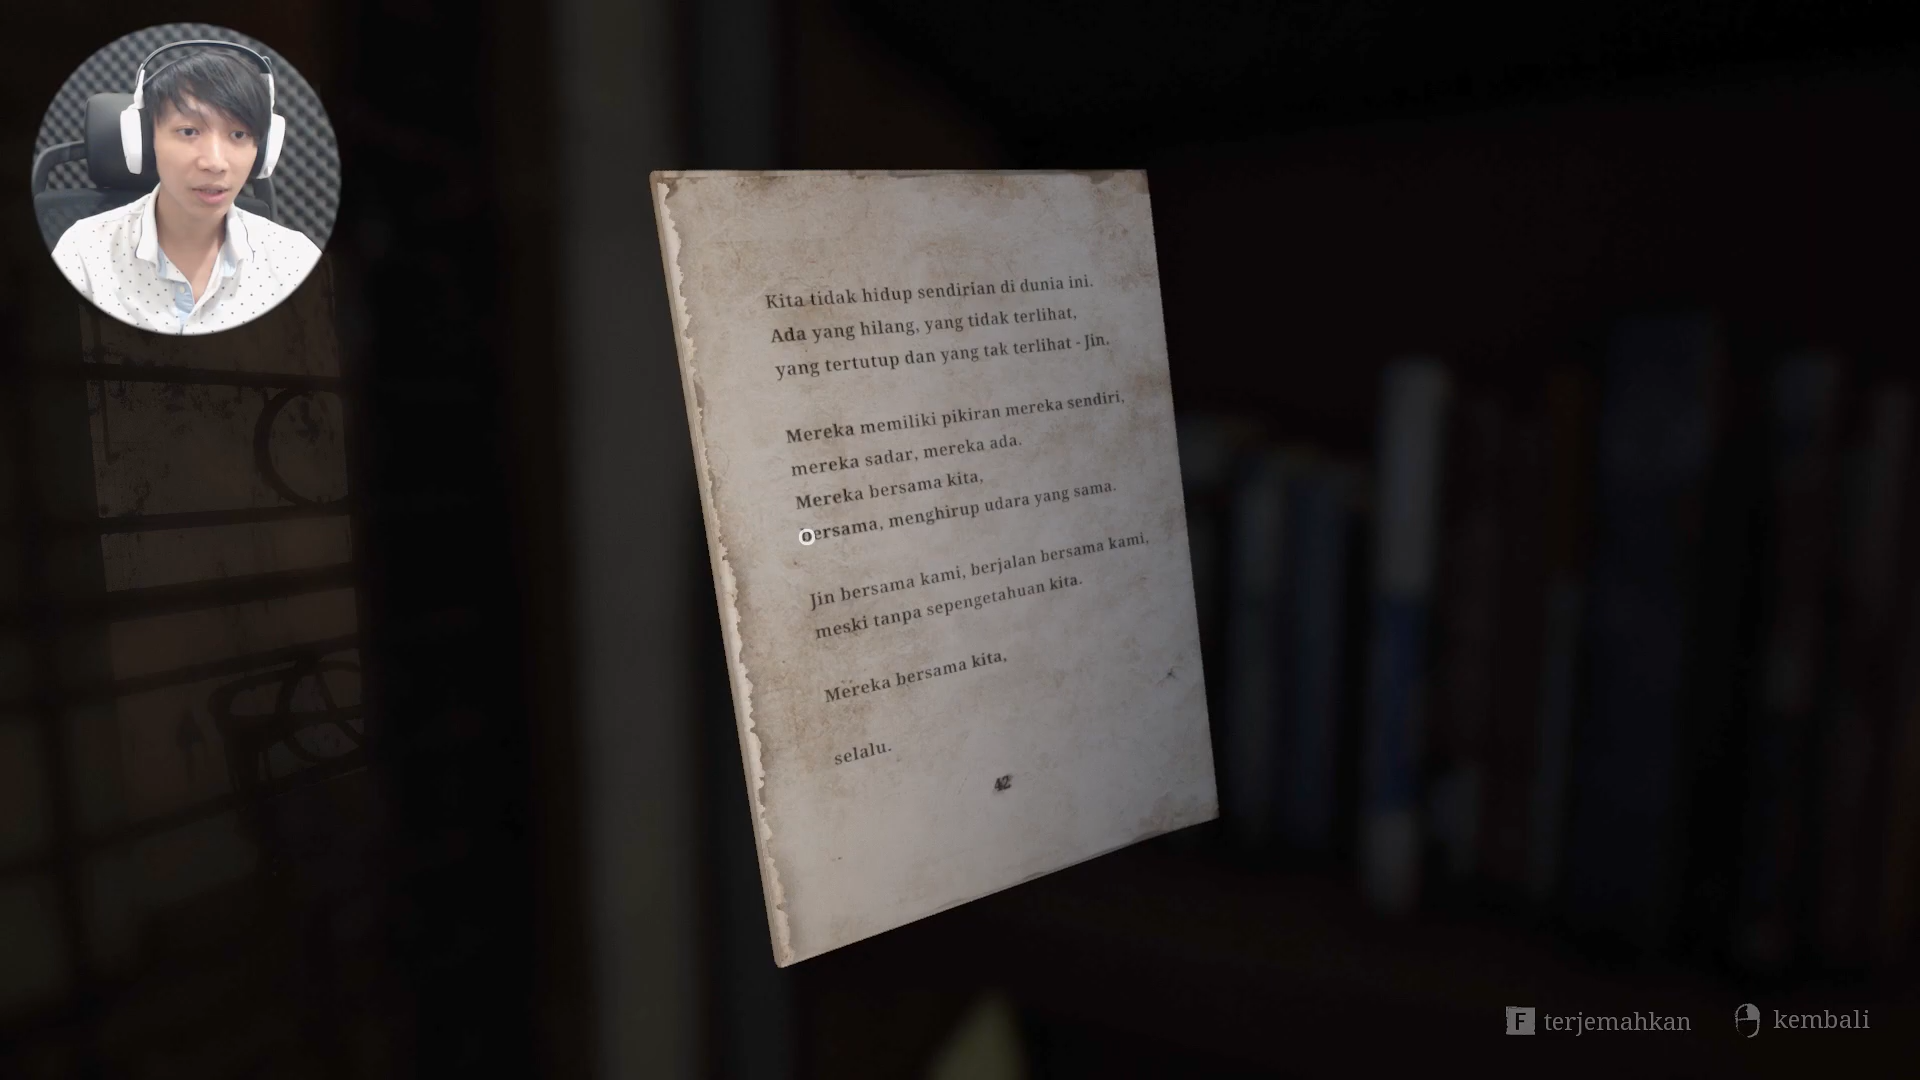 Kita tidak hidup sendirian di dunia ini.
Ada yang hilang, yang tidak terlihat,
yang tertutup dan yang tak terlihat - Jin.
Mereka memiliki pikiran mereka sendiri,
mereka sadar, mereka ada.
Mereka bersama kita,
bersama, menghirup udara yang sama.
Jin bersama kami, berjalan bersama kami,
meski tanpa sepengetahuan kita.
Mereka bersama kita,
selalu.
42
F terjemahkan
kembali